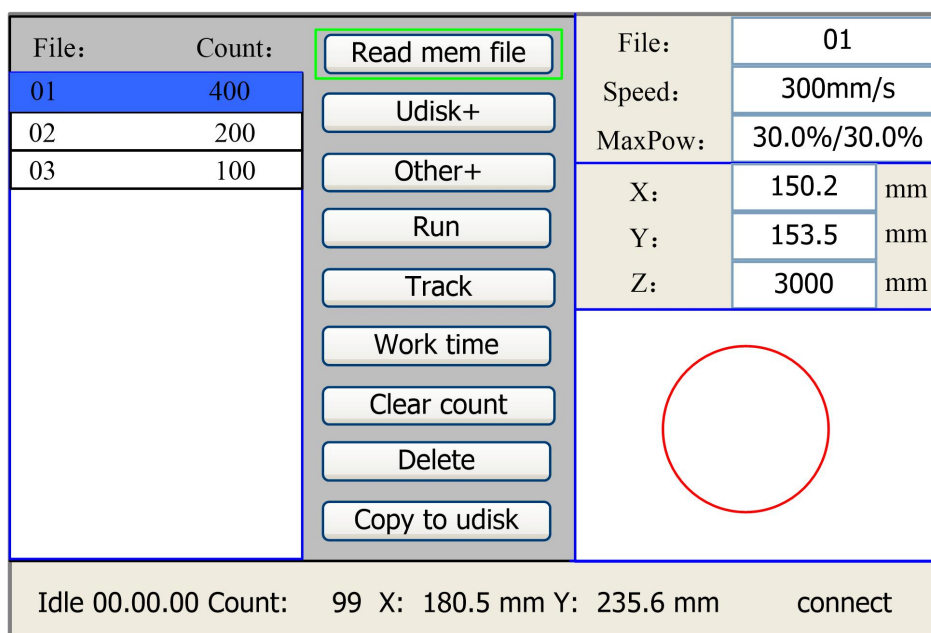 File： Count：
01 400
02 200
03 100
Read mem file
Udisk+
Other+
Run
Track
Work time
Clear count
Delete
Copy to udisk
File： 01
Speed： 300mm/s
MaxPow： 30.0%/30.0%
X： 150.2 mm
Y： 153.5 mm
Z： 3000 mm
Idle 00.00.00 Count: 99 X: 180.5 mm Y: 235.6 mm connect